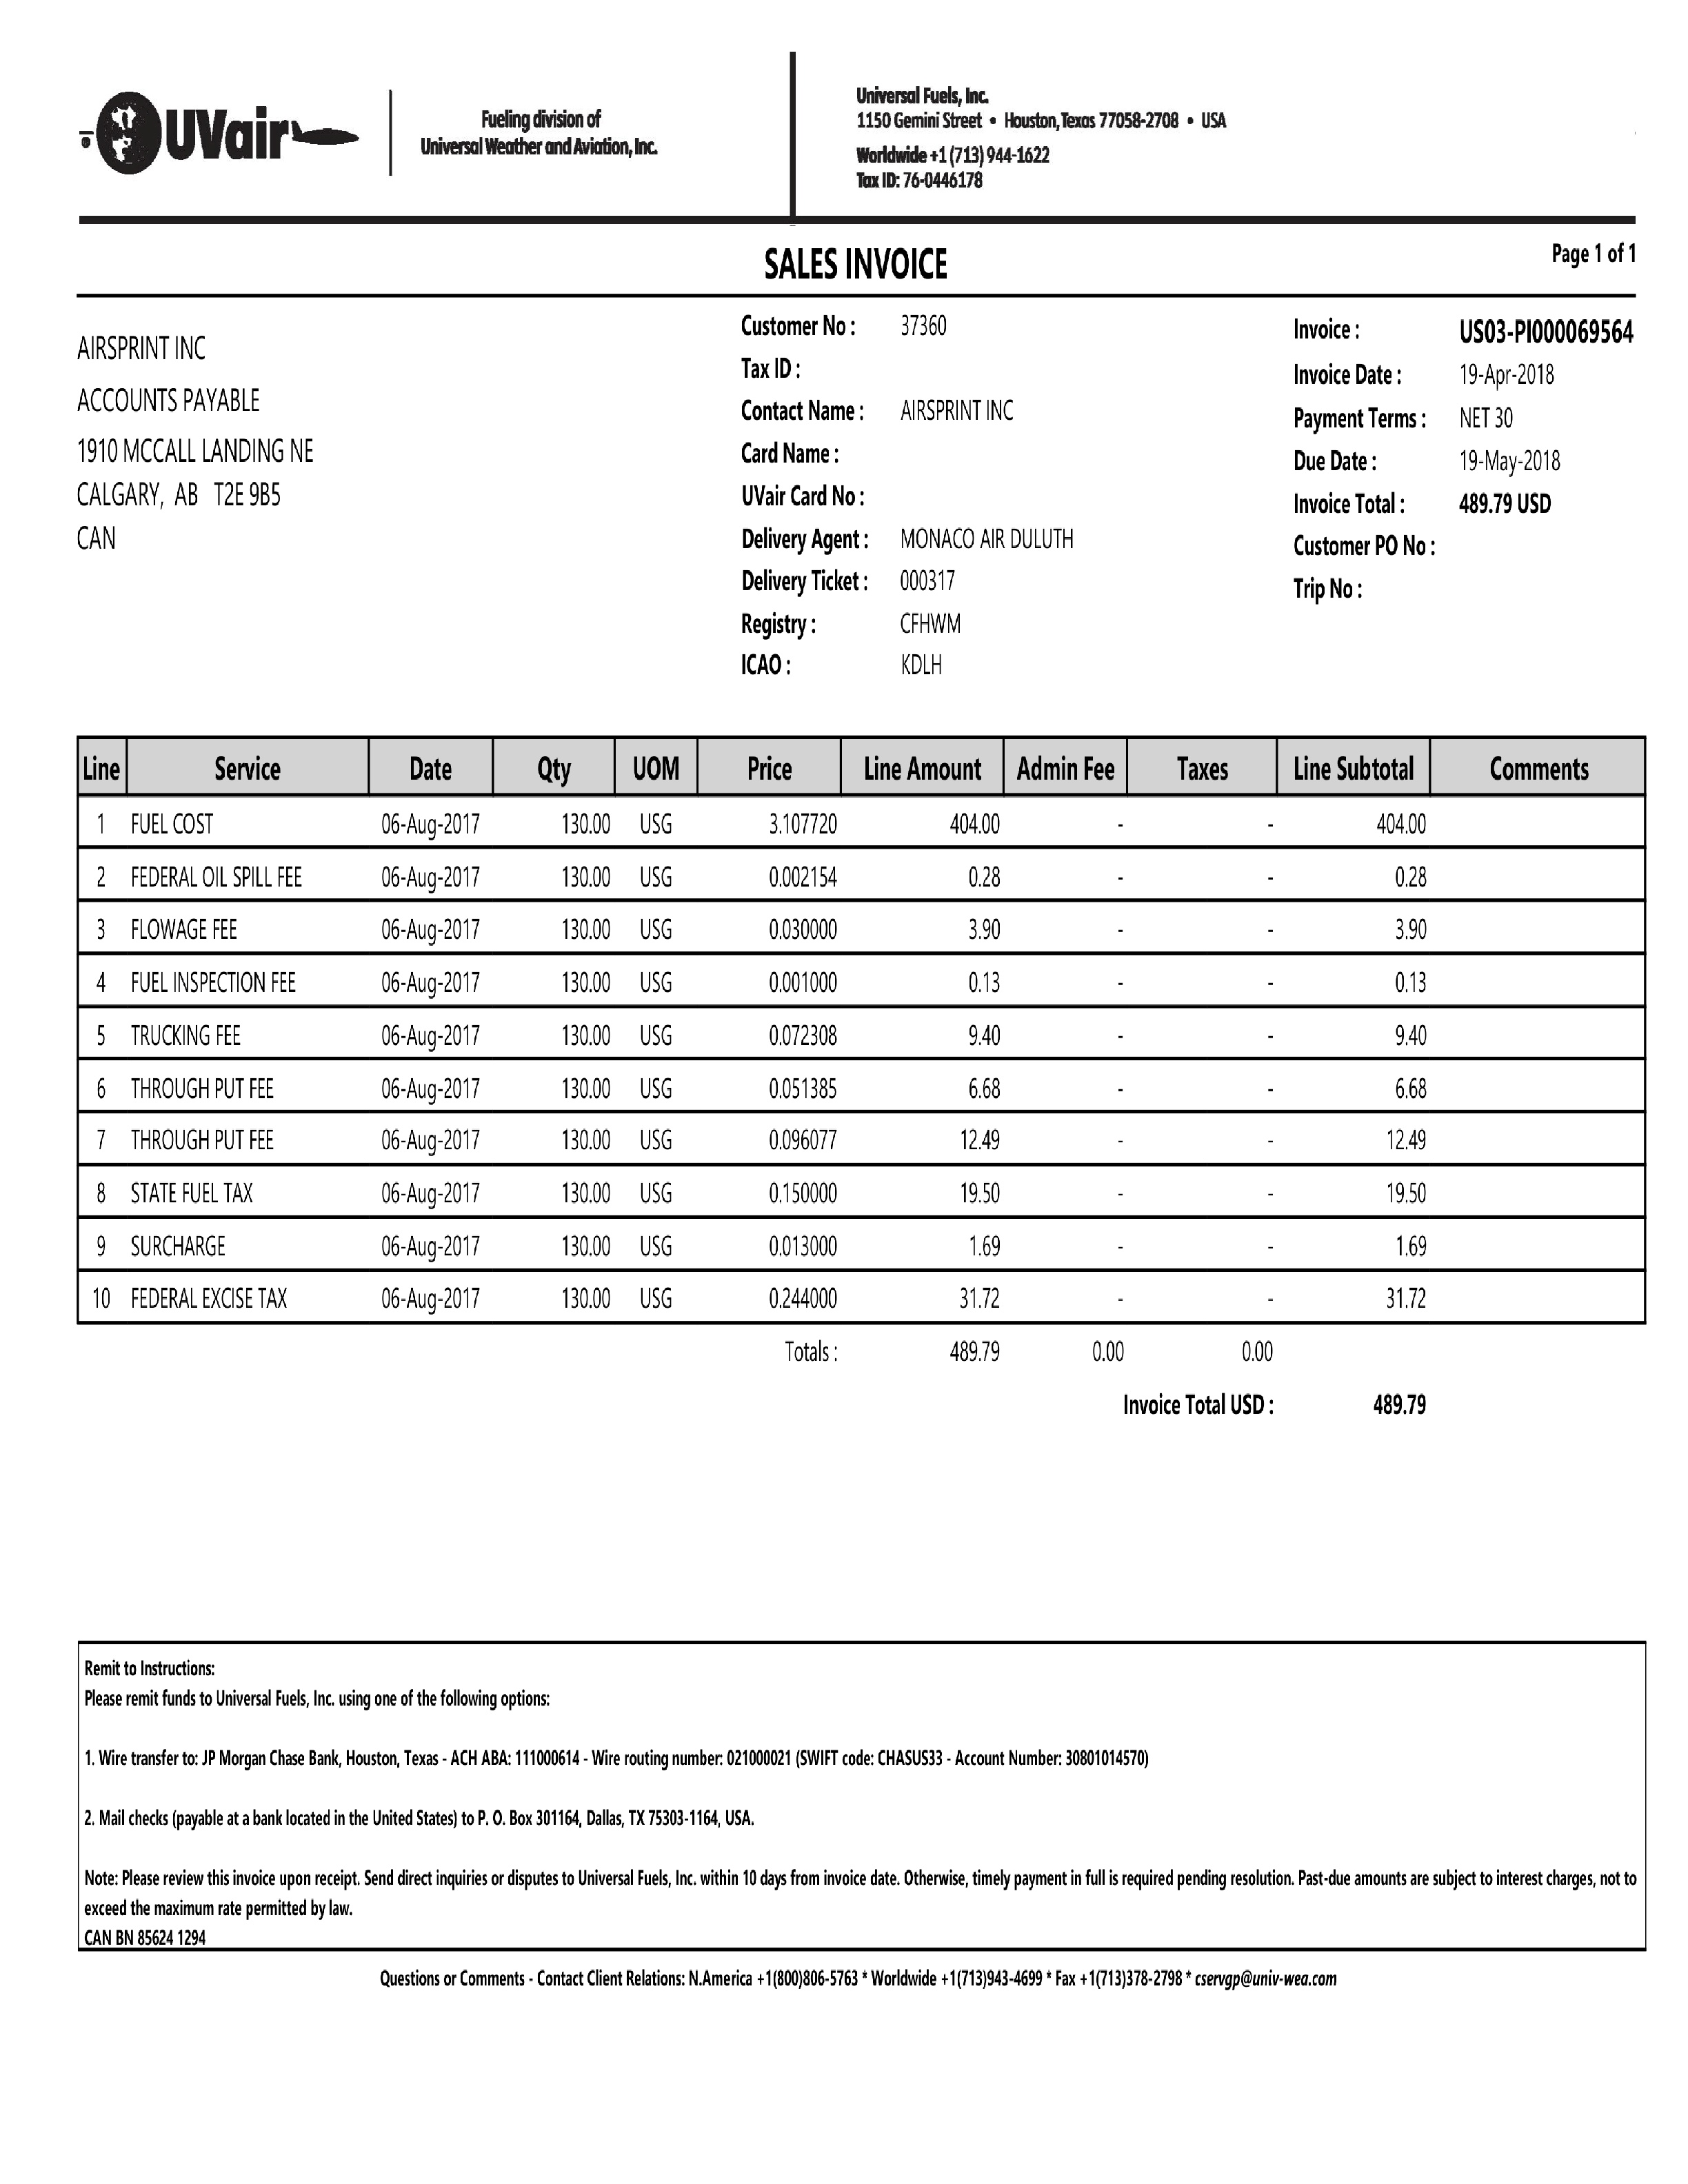 UVair
Fueling division of
Universal Weather and Aviation, Inc.
Universal Fuels, Inc.
1150 Gemini Street • Houston, Texas 77058-2708 • USA
Worldwide +1 (713) 944-1622
Tax ID: 76-0446178
SALES INVOICE
Page 1 of 1
AIRSPRINT INC
ACCOUNTS PAYABLE
1910 MCCALL LANDING NE
CALGARY, AB T2E 9B5
CAN
Customer No : 37360
Tax ID :
Contact Name : AIRSPRINT INC
Card Name :
UVair Card No :
Delivery Agent : MONACO AIR DULUTH
Delivery Ticket : 000317
Registry : CFHWM
ICAO : KDLH
Invoice : US03-PI000069564
Invoice Date : 19-Apr-2018
Payment Terms : NET 30
Due Date : 19-May-2018
Invoice Total : 489.79 USD
Customer PO No :
Trip No :
Line Service Date Qty UOM Price Line Amount Admin Fee Taxes Line Subtotal Comments
1 FUEL COST 06-Aug-2017 130.00 USG 3.107720 404.00 - - 404.00
2 FEDERAL OIL SPILL FEE 06-Aug-2017 130.00 USG 0.002154 0.28 - - 0.28
3 FLOWAGE FEE 06-Aug-2017 130.00 USG 0.030000 3.90 - - 3.90
4 FUEL INSPECTION FEE 06-Aug-2017 130.00 USG 0.001000 0.13 - - 0.13
5 TRUCKING FEE 06-Aug-2017 130.00 USG 0.072308 9.40 - - 9.40
6 THROUGH PUT FEE 06-Aug-2017 130.00 USG 0.051385 6.68 - - 6.68
7 THROUGH PUT FEE 06-Aug-2017 130.00 USG 0.096077 12.49 - - 12.49
8 STATE FUEL TAX 06-Aug-2017 130.00 USG 0.150000 19.50 - - 19.50
9 SURCHARGE 06-Aug-2017 130.00 USG 0.013000 1.69 - - 1.69
10 FEDERAL EXCISE TAX 06-Aug-2017 130.00 USG 0.244000 31.72 - - 31.72
Totals : 489.79 0.00 0.00
Invoice Total USD : 489.79
Remit to Instructions:
Please remit funds to Universal Fuels, Inc. using one of the following options:
1. Wire transfer to: JP Morgan Chase Bank, Houston, Texas - ACH ABA: 111000614 - Wire routing number: 021000021 (SWIFT code: CHASUS33 - Account Number: 30801014570)
2. Mail checks (payable at a bank located in the United States) to P. O. Box 301164, Dallas, TX 75303-1164, USA.
Note: Please review this invoice upon receipt. Send direct inquiries or disputes to Universal Fuels, Inc. within 10 days from invoice date. Otherwise, timely payment in full is required pending resolution. Past-due amounts are subject to interest charges, not to
exceed the maximum rate permitted by law.
CAN BN 85624 1294
Questions or Comments - Contact Client Relations: N.America +1(800)806-5763 * Worldwide +1(713)943-4699 * Fax +1(713)378-2798 * cservgp@univ-wea.com